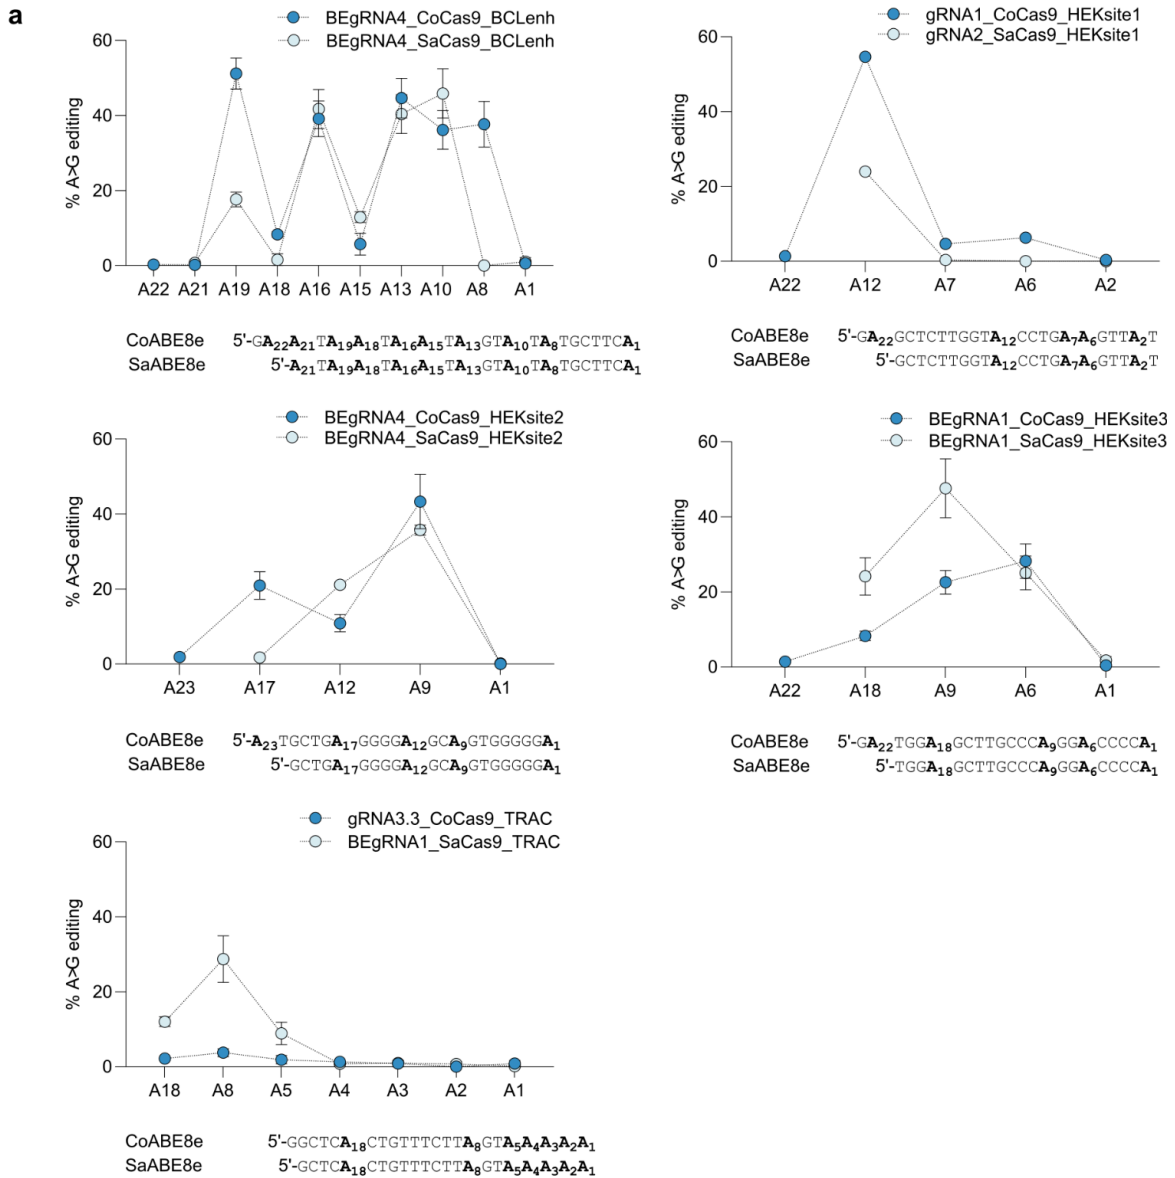 a
BEgRNA4_CoCas9_BCLenh
BEgRNA4_SaCas9_BCLenh
% A>G editing
60
40
20
0
A22 A21 A19 A18 A16 A15 A13 A10 A8 A1
CoABE8e 5'-GA22A21TA19A18TA16A15TA13GTA10TA8TGCTTCA1
SaABE8e 5'-A21TA19A18TA16A15TA13GTA10TA8TGCTTCA1
gRNA1_CoCas9_HEKsite1
gRNA2_SaCas9_HEKsite1
% A>G editing
60
40
20
0
A22 A12 A7 A6 A2
CoABE8e 5'-GA22GCTCTTGGTA12CCTGA7A6GTTA2T
SaABE8e 5'-GCTCTTGGTA12CCTGA7A6GTTA2T
BEgRNA4_CoCas9_HEKsite2
BEgRNA4_SaCas9_HEKsite2
% A>G editing
60
40
20
0
A23 A17 A12 A9 A1
CoABE8e 5'-A23TGCTGA17GGGGA12GCA9GTGGGGGA1
SaABE8e 5'-GCTGA17GGGGA12GCA9GTGGGGGA1
BEgRNA1_CoCas9_HEKsite3
BEgRNA1_SaCas9_HEKsite3
% A>G editing
60
40
20
0
A22 A18 A9 A6 A1
CoABE8e 5'-GA22TGGA18GCTTGCCCA9GGA6CCCCA1
SaABE8e 5'-TGGA18GCTTGCCCA9GGA6CCCCA1
gRNA3.3_CoCas9_TRAC
BEgRNA1_SaCas9_TRAC
% A>G editing
60
40
20
0
A18 A8 A5 A4 A3 A2 A1
CoABE8e 5'-GGCTCA18CTGTTTCTTA8GTA5A4A3A2A1
SaABE8e 5'-GCTCA18CTGTTTCTTA8GTA5A4A3A2A1